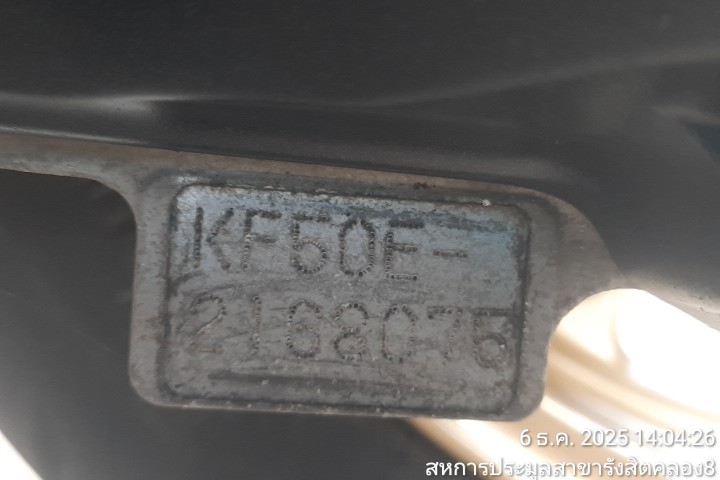 KF50E-
2168075
6 ธ.ค. 2025 14:04:26
สหการประมูลสาขารังสิตคลอง8